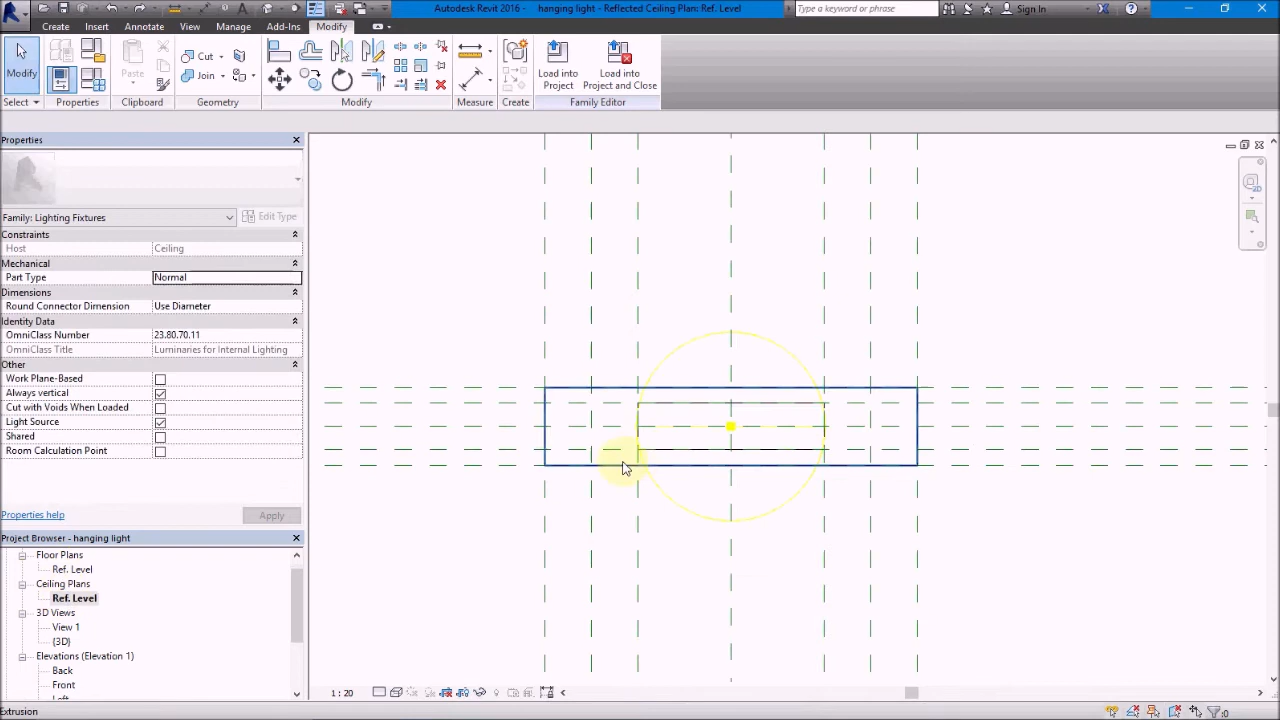 Autodesk Revit 2016 - hanging light - Reflected Ceiling Plan: Ref. Level
Type a keyword or phrase
Sign In
Create Insert Annotate View Manage Add-Ins Modify
Modify Paste Cut Join Load into Project Load into Project and Close
Select Properties Clipboard Geometry Modify Measure Create Family Editor
Properties
Family: Lighting Fixtures Edit Type
Constraints
Host Ceiling
Mechanical
Part Type Normal
Dimensions
Round Connector Dimension Use Diameter
Identity Data
OmniClass Number 23.80.70.11
OmniClass Title Luminaries for Internal Lighting
Other
Work Plane-Based
Always vertical
Cut with Voids When Loaded
Light Source
Shared
Room Calculation Point
Properties help Apply
Project Browser - hanging light
Floor Plans
Ref. Level
Ceiling Plans
Ref. Level
3D Views
View 1
{3D}
Elevations (Elevation 1)
Back
Front
1 : 20
Extrusion
:0